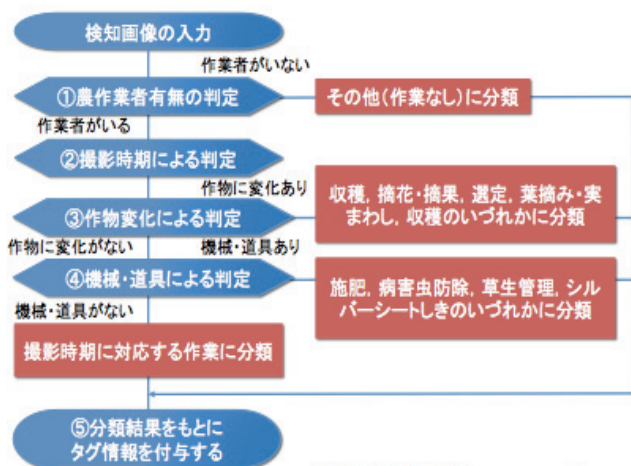 検知画像の入力
作業者がいない
①農作業者有無の判定
その他(作業なし)に分類
作業者がいる
②撮影時期による判定
作物に変化あり
③作物変化による判定
収穫, 摘花・摘果, 選定, 葉摘み・実
まわし, 収穫のいづれかに分類
作物に変化がない
機械・道具あり
④機械・道具による判定
施肥, 病害虫防除, 草生管理, シル
バーシートしきのいづれかに分類
機械・道具がない
撮影時期に対応する作業に分類
⑤分類結果をもとに
タグ情報を付与する